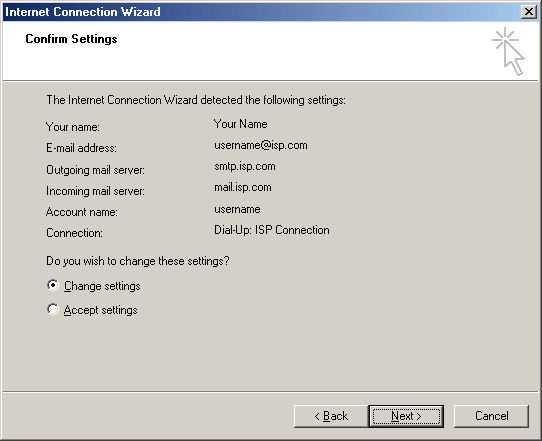 Internet Connection Wizard
Confirm Settings
The Internet Connection Wizard detected the following settings:
Your name: Your Name
E-mail address: username@isp.com
Outgoing mail server: smtp.isp.com
Incoming mail server: mail.isp.com
Account name: username
Connection: Dial-Up: ISP Connection
Do you wish to change these settings?
Change settings
Accept settings
< Back Next > Cancel